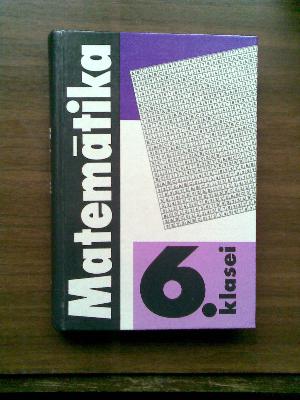 Matemātika
6.
klasei